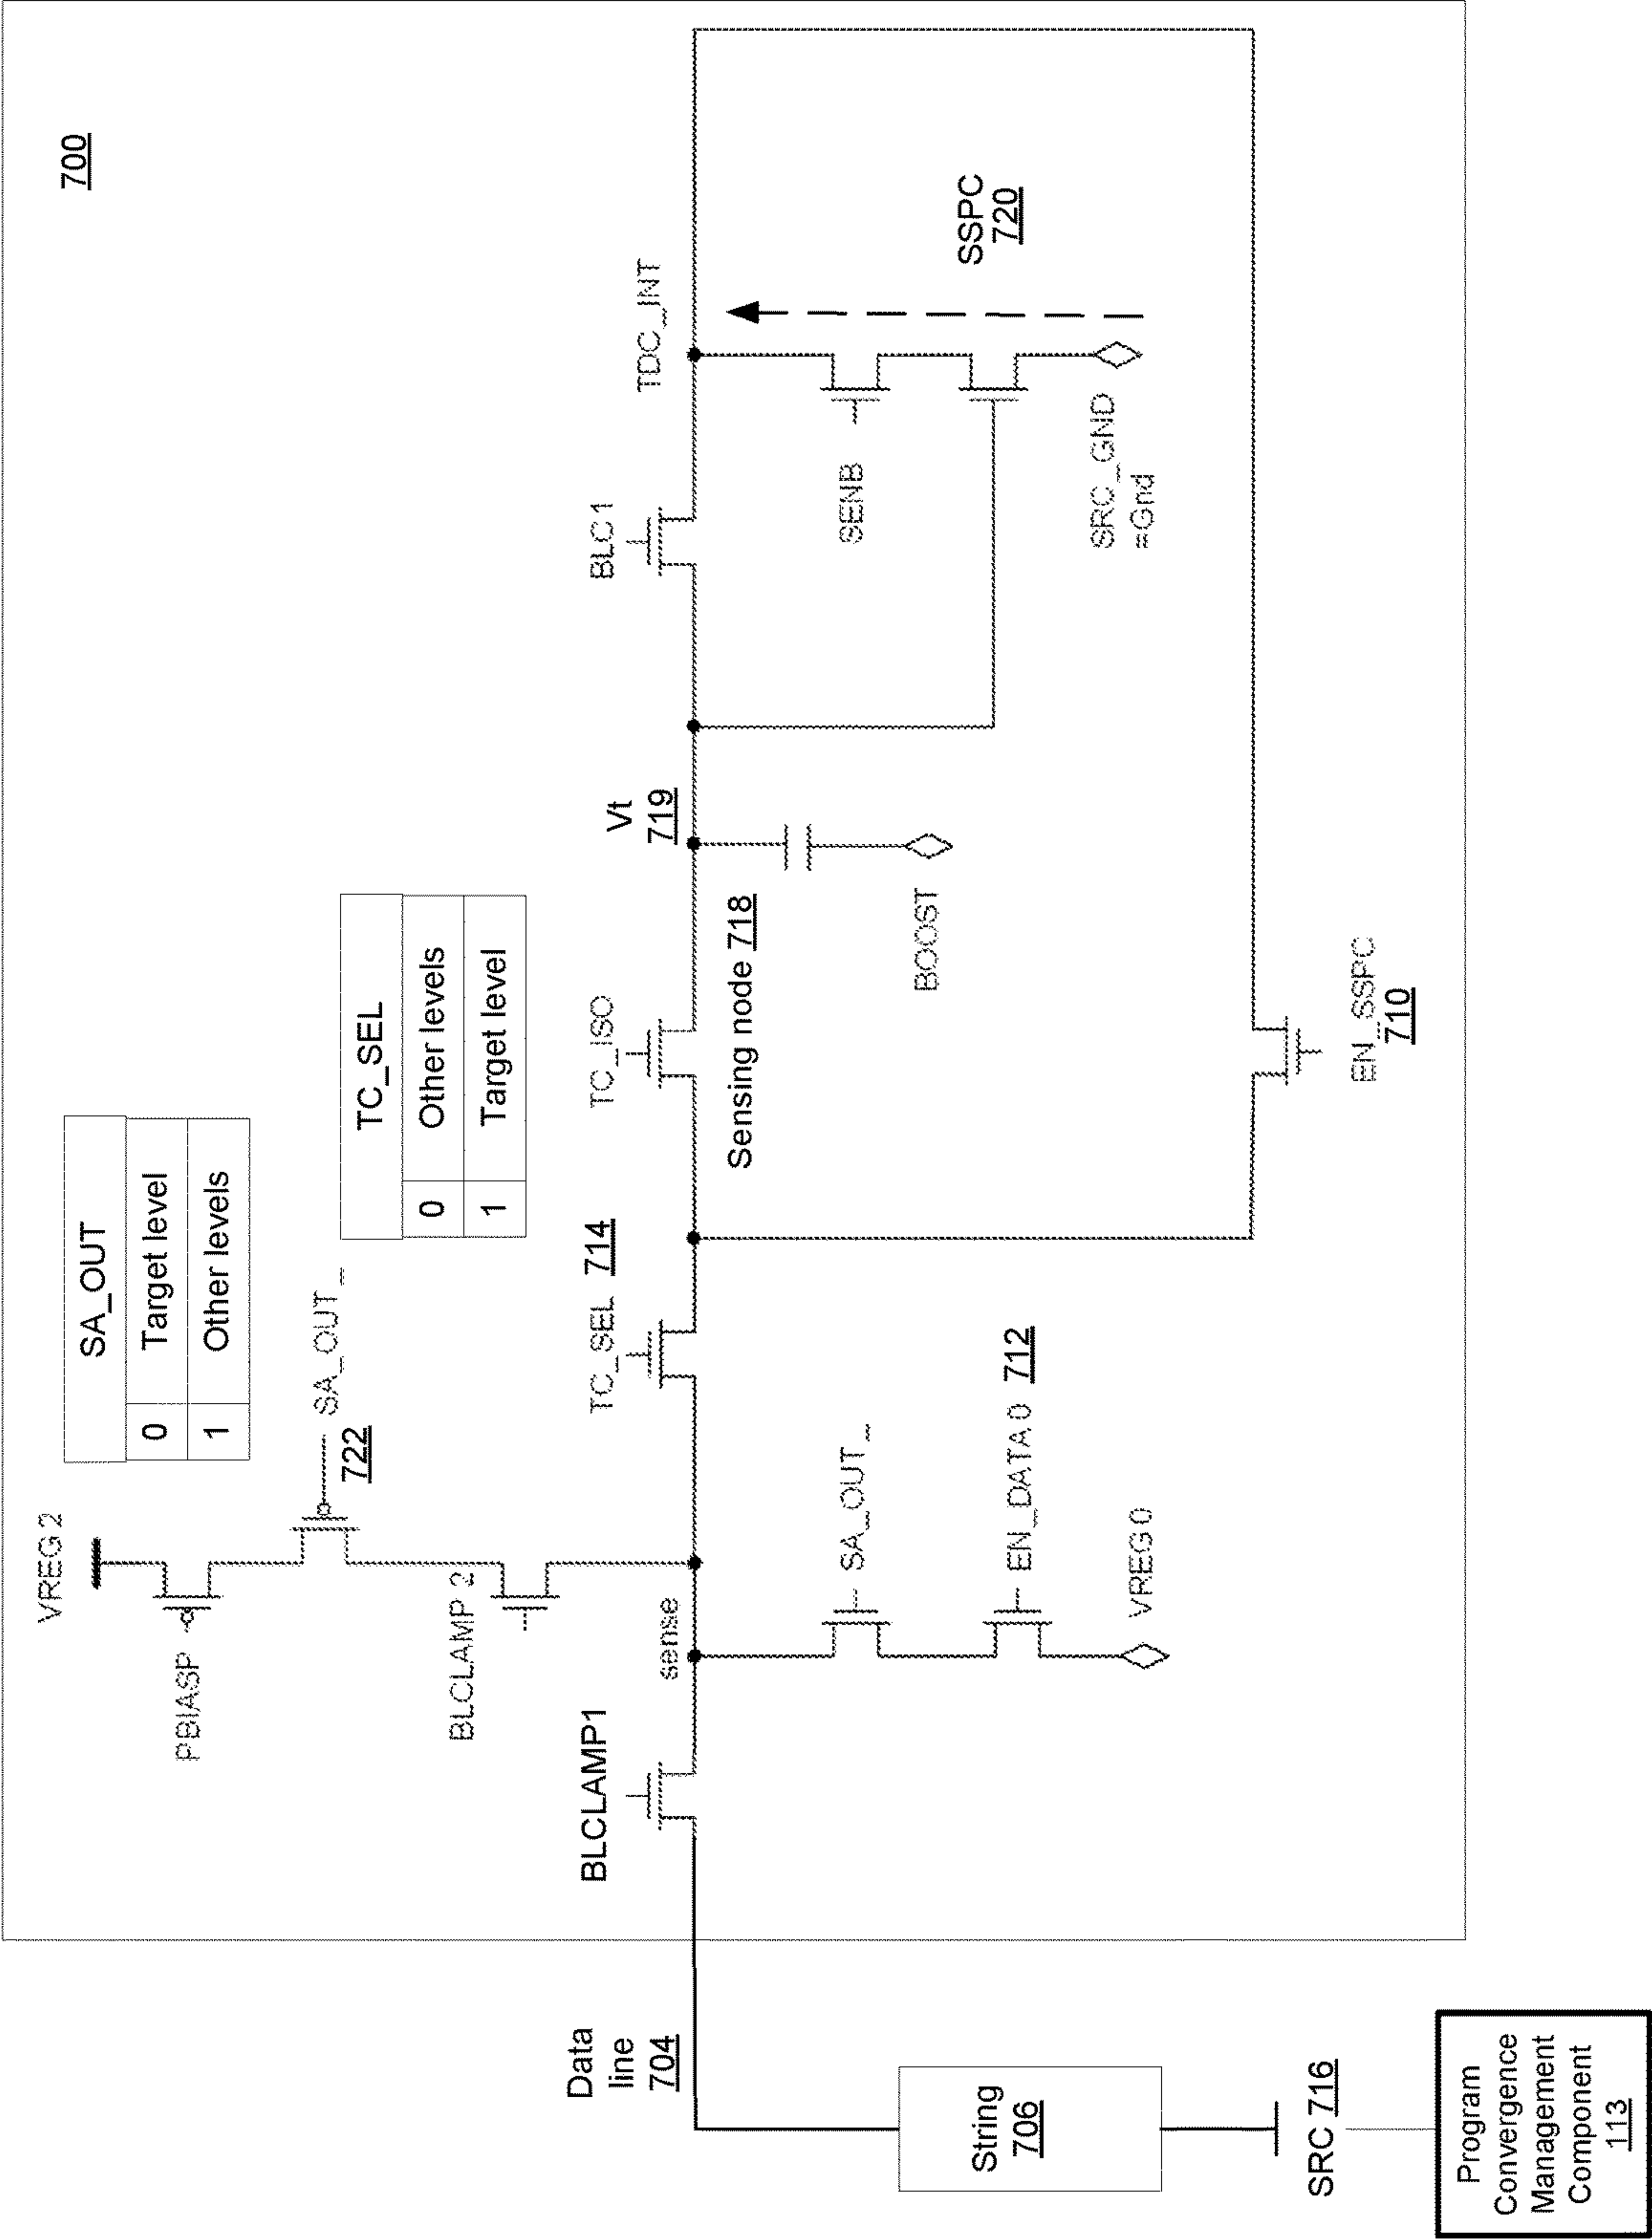 700
SA_OUT
0 Target level
1 Other levels
VREG 2
PBIASP
SA_OUT_
722
TC_SEL
0 Other levels
1 Target level
BLCLAMP 2
Data
line
704
BLCLAMP1
sense
TC_SEL 714
TC_ISO
Vt
719
BLC1
TDC_INT
Sensing node 718
SA_OUT_
SENB
BOOST
SSPC
720
String
706
EN_DATA 0 712
VREG 0
SRC_GND
=Gnd
SRC 716
EN_SSPC
710
Program
Convergence
Management
Component
113